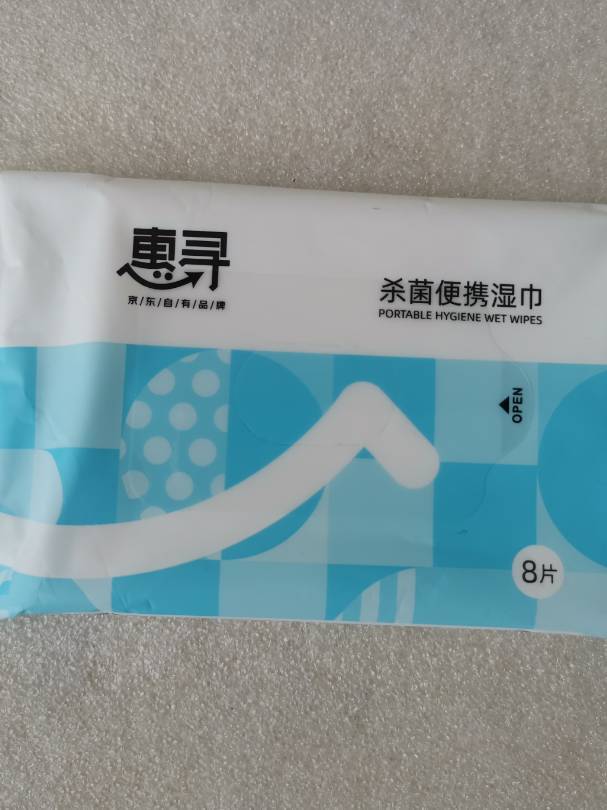 惠寻
京/东/自/有/品/牌
杀菌便携湿巾
PORTABLE HYGIENE WET WIPES
OPEN
8片